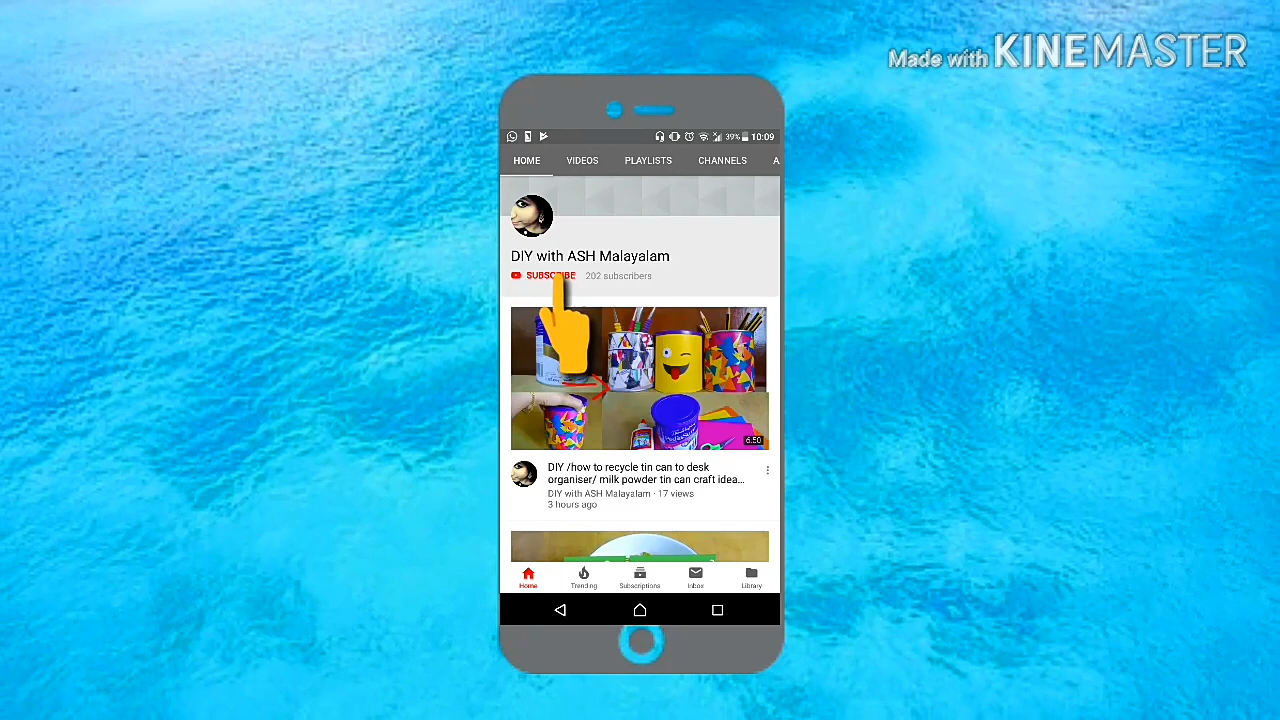 Made with KINEMASTER
39% 10:09
HOME VIDEOS PLAYLISTS CHANNELS A
DIY with ASH Malayalam
SUBSCRIBE 202 subscribers
6:50
DIY /how to recycle tin can to desk
organiser/ milk powder tin can craft idea...
DIY with ASH Malayalam · 17 views
3 hours ago
Home Trending Subscriptions Inbox Library